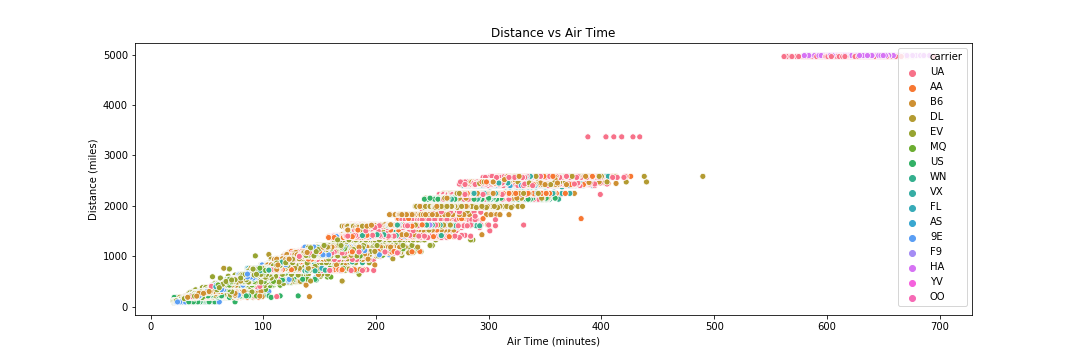 Distance vs Air Time
5000
4000
3000
2000
1000
0
Distance (miles)
0 100 200 300 400 500 600 700
Air Time (minutes)
carrier
UA
AA
B6
DL
EV
MQ
US
WN
VX
FL
AS
9E
F9
HA
YV
OO